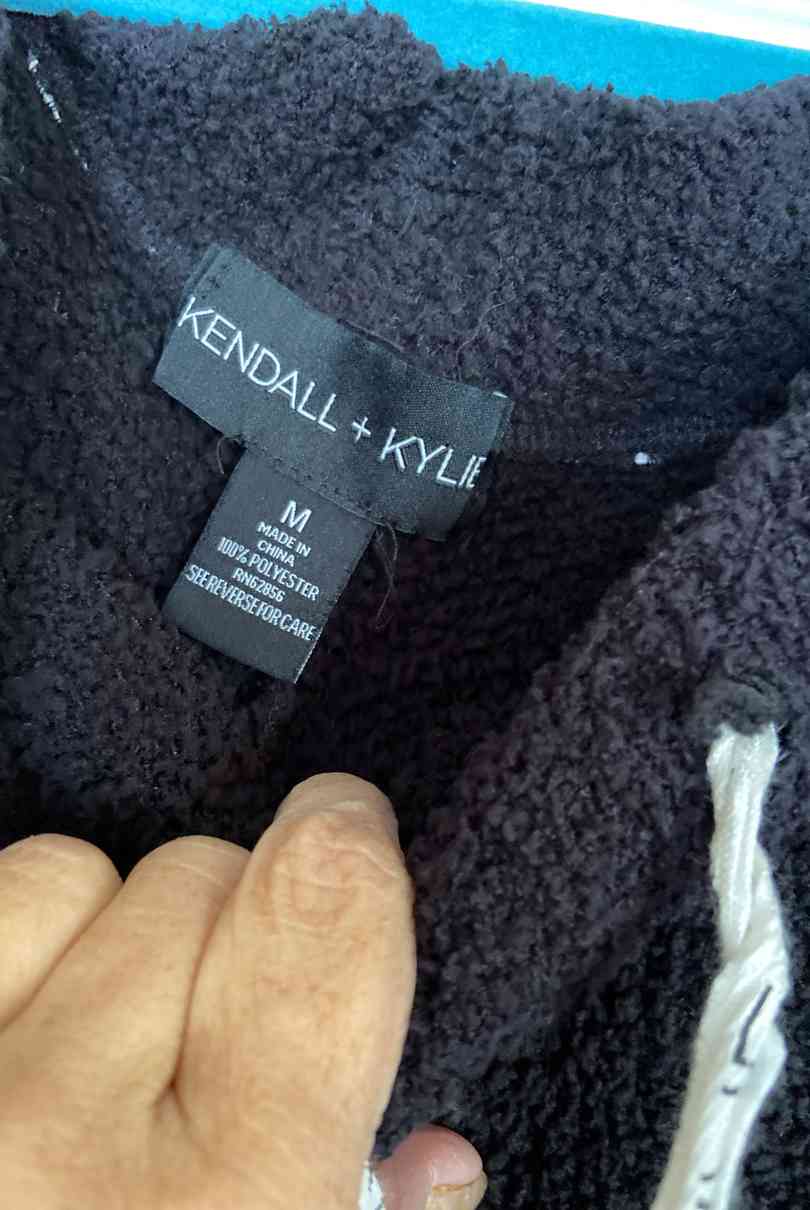 KENDALL + KYLIE
M
MADE IN
CHINA
100% POLYESTER
RN62856
SEE REVERSE FOR CARE